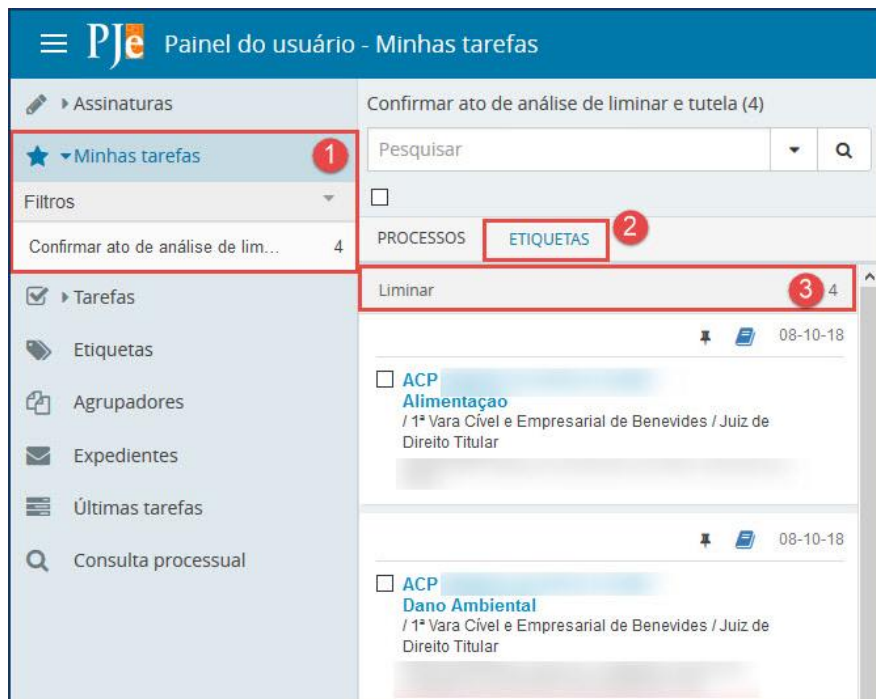 PJe Painel do usuário - Minhas tarefas
Assinaturas
Minhas tarefas 1
Filtros
Confirmar ato de análise de lim... 4
Tarefas
Etiquetas
Agrupadores
Expedientes
Últimas tarefas
Consulta processual
Confirmar ato de análise de liminar e tutela (4)
Pesquisar
PROCESSOS ETIQUETAS 2
Liminar 3 4
08-10-18
ACP
Alimentaçao
/ 1ª Vara Cível e Empresarial de Benevides / Juiz de
Direito Titular
08-10-18
ACP
Dano Ambiental
/ 1ª Vara Cível e Empresarial de Benevides / Juiz de
Direito Titular